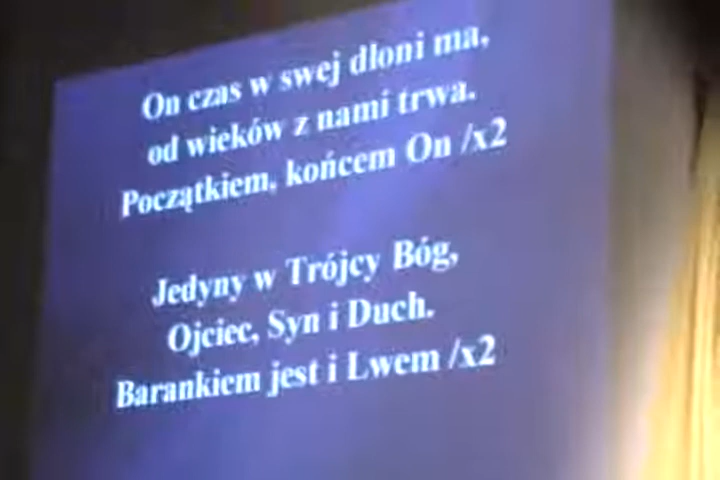 On czas w swej dłoni ma,
od wieków z nami trwa.
Początkiem, końcem On /x2
Jedyny w Trójcy Bóg,
Ojciec, Syn i Duch.
Barankiem jest i Lwem /x2